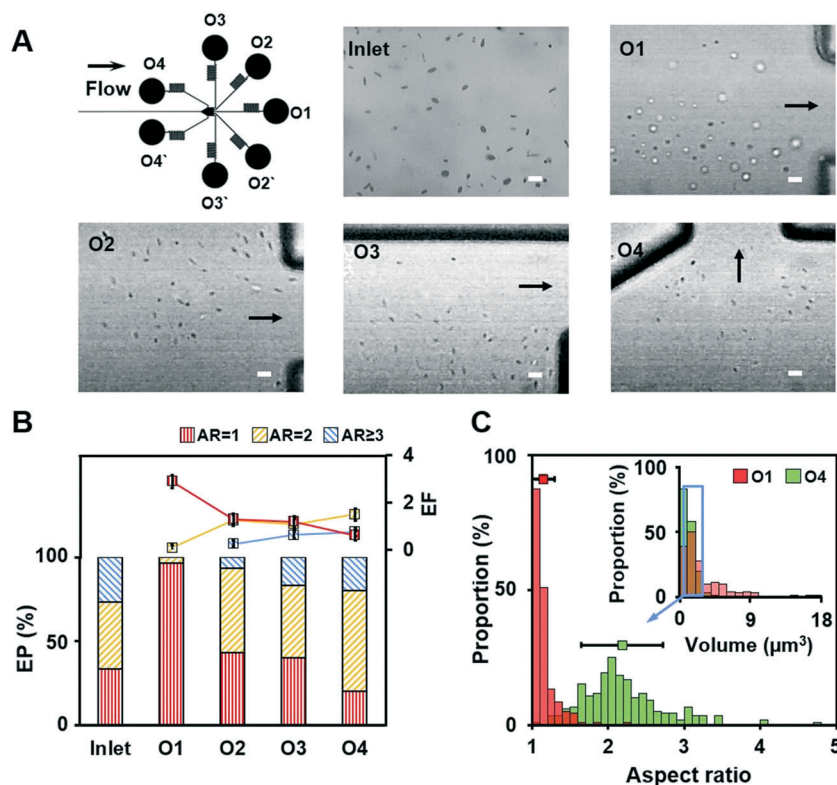 A
Flow
O4
O3
O2
O1
O4`
O3`
O2`
Inlet
O1
O2
O3
O4
B
AR=1
AR=2
AR≥3
EP (%)
100
50
0
EF
4
2
0
Inlet O1 O2 O3 O4
C
Proportion (%)
100
50
0
1 2 3 4 5
Aspect ratio
Proportion (%)
100
50
0
O1 O4
0 9 18
Volume (µm³)